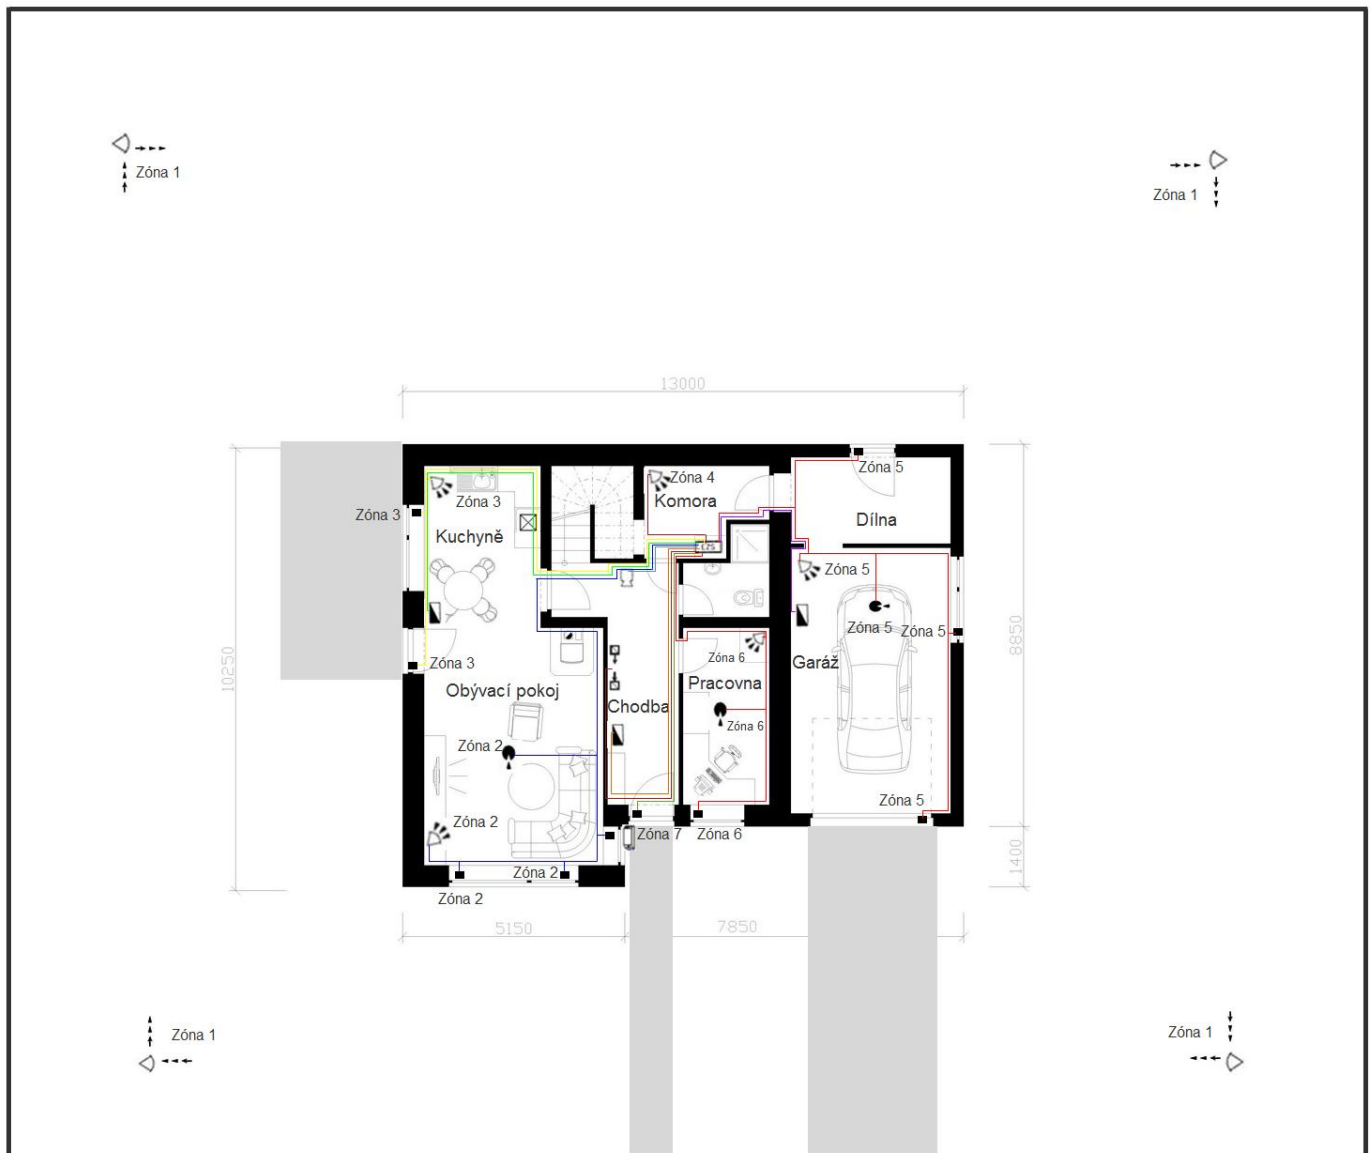 Zóna 1
Zóna 1
13000
Zóna 4
Zóna 5
Zóna 3
Komora
Zóna 3
Dílna
Kuchyně
Zóna 5
Zóna 5
Zóna 5
8850
10250
Zóna 3
Zóna 6
Garáž
Obývací pokoj
Pracovna
Chodba
Zóna 6
Zóna 2
Zóna 5
Zóna 2
Zóna 7
Zóna 6
1400
Zóna 2
Zóna 2
5150
7850
Zóna 1
Zóna 1